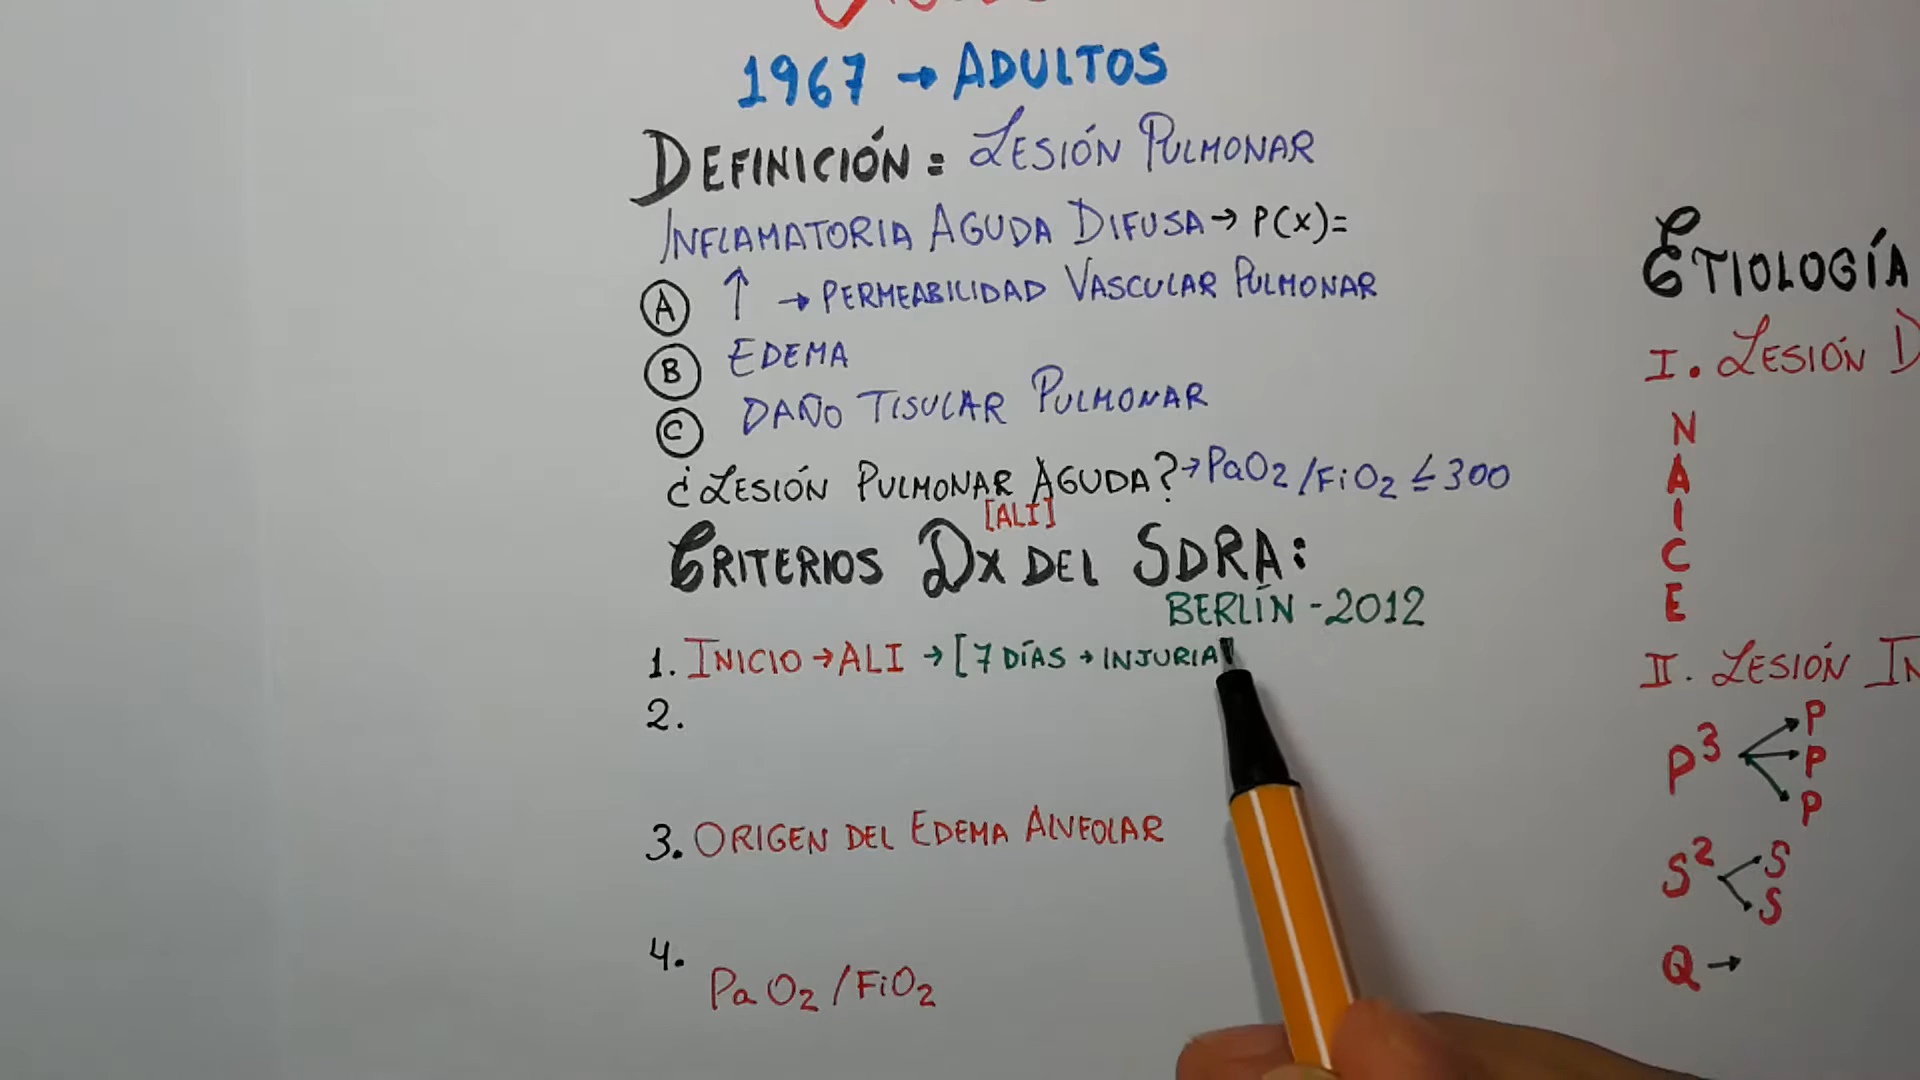 1967 → ADULTOS
DEFINICIÓN = LESIÓN PULMONAR
INFLAMATORIA AGUDA DIFUSA → P(x)=
A ↑ → PERMEABILIDAD VASCULAR PULMONAR
B EDEMA
C DAÑO TISULAR PULMONAR
¿LESIÓN PULMONAR AGUDA? → PaO2/FiO2 ≤ 300
[ALI]
CRITERIOS Dx DEL SDRA:
BERLÍN - 2012
1. INICIO → ALI → [7 DÍAS → INJURIA
2.
3. ORIGEN DEL EDEMA ALVEOLAR
4. PaO2/FiO2
ETIOLOGÍA
I. LESIÓN D
N
A
I
C
E
II. LESIÓN IN
P³ P
P
P
S² S
S
Q →